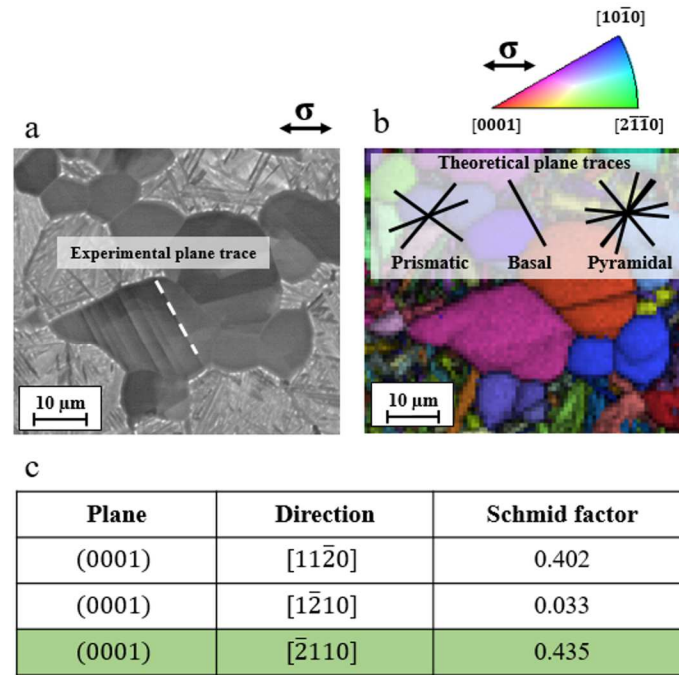 [101̄0]
σ
σ
[0001]
[21̄1̄0]
a
b
Experimental plane trace
10 μm
Theoretical plane traces
Prismatic
Basal
Pyramidal
10 μm
c
Plane Direction Schmid factor
(0001) [112̄0] 0.402
(0001) [12̄10] 0.033
(0001) [2̄110] 0.435